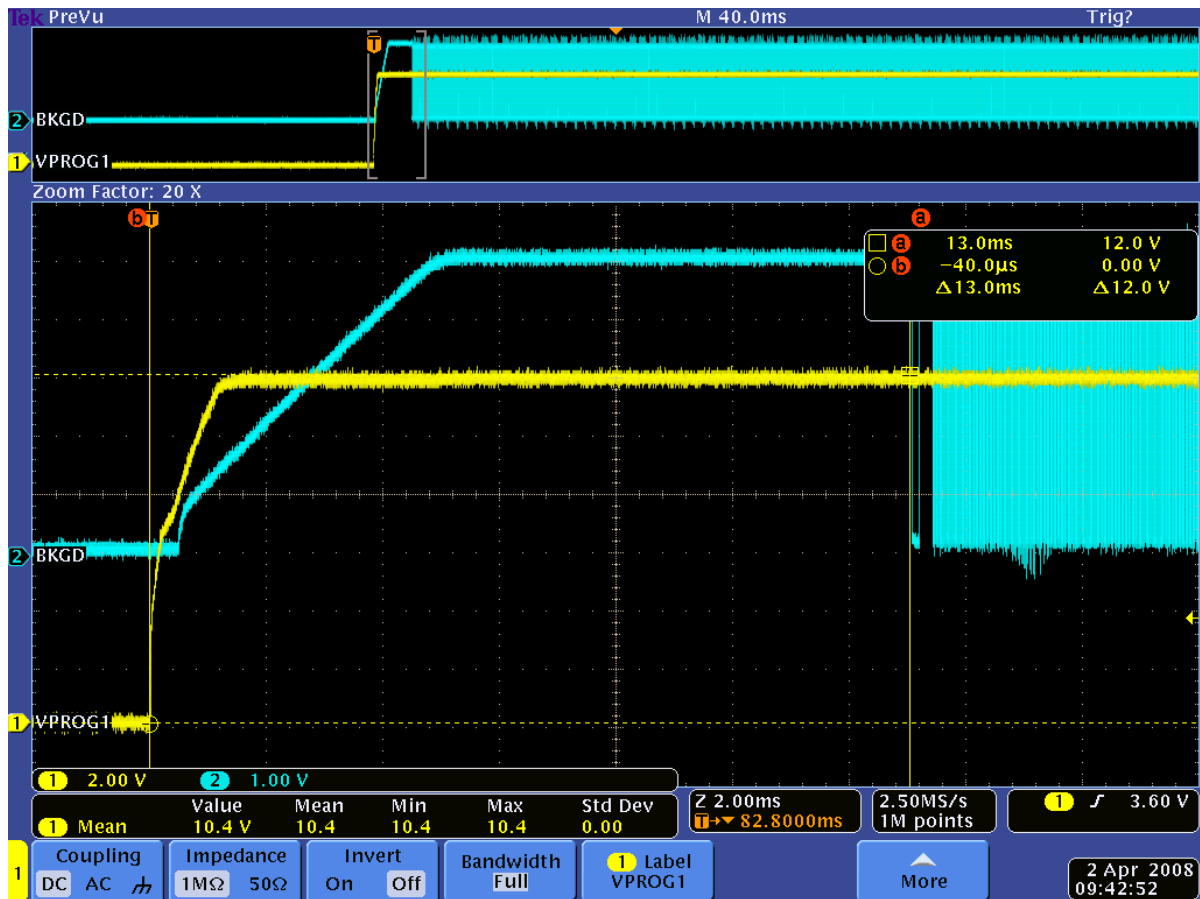 Tek PreVu M 40.0ms Trig?
T
2 BKGD
1 VPROG1
Zoom Factor: 20 X
b T a
a 13.0ms 12.0 V
b −40.0µs 0.00 V
Δ13.0ms Δ12.0 V
2 BKGD
1 VPROG1
1 2.00 V 2 1.00 V
Value Mean Min Max Std Dev
1 Mean 10.4 V 10.4 10.4 10.4 0.00
Z 2.00ms
T→▼ 82.8000ms
2.50MS/s
1M points
1 3.60 V
1
Coupling
DC AC
Impedance
1MΩ 50Ω
Invert
On Off
Bandwidth
Full
1 Label
VPROG1
More
2 Apr 2008
09:42:52